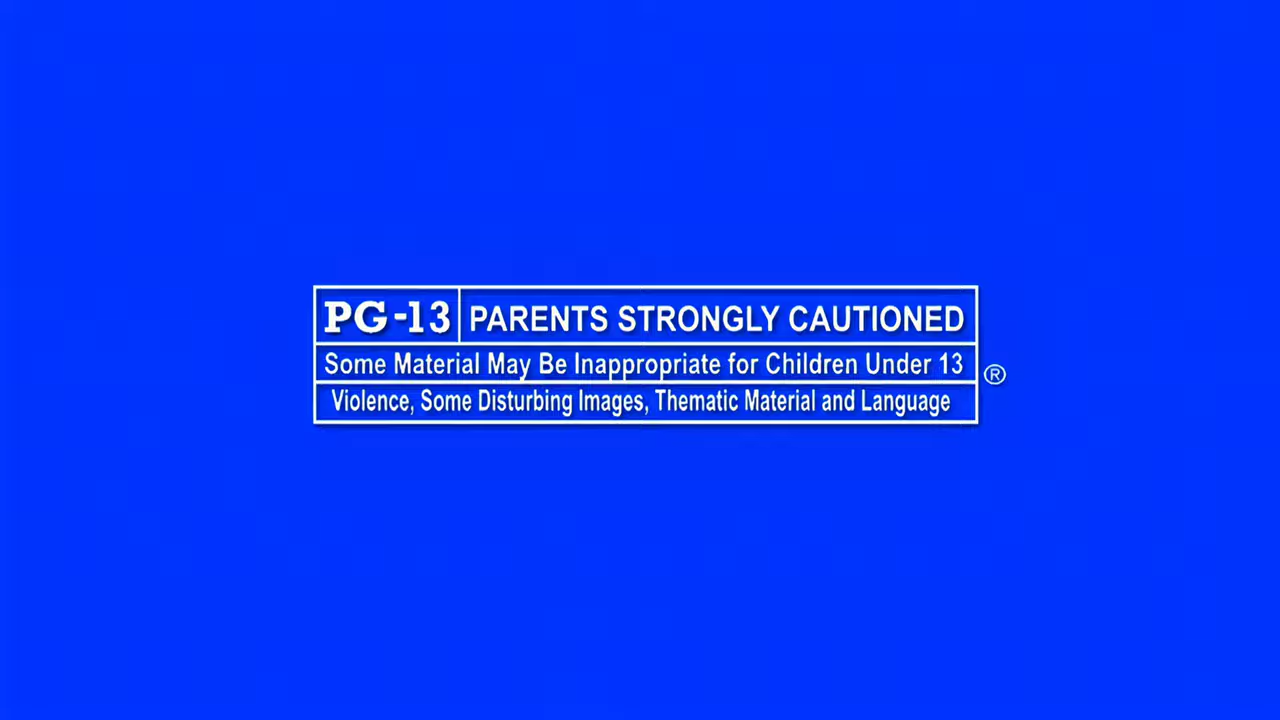 PG-13 PARENTS STRONGLY CAUTIONED
Some Material May Be Inappropriate for Children Under 13
®
Violence, Some Disturbing Images, Thematic Material and Language